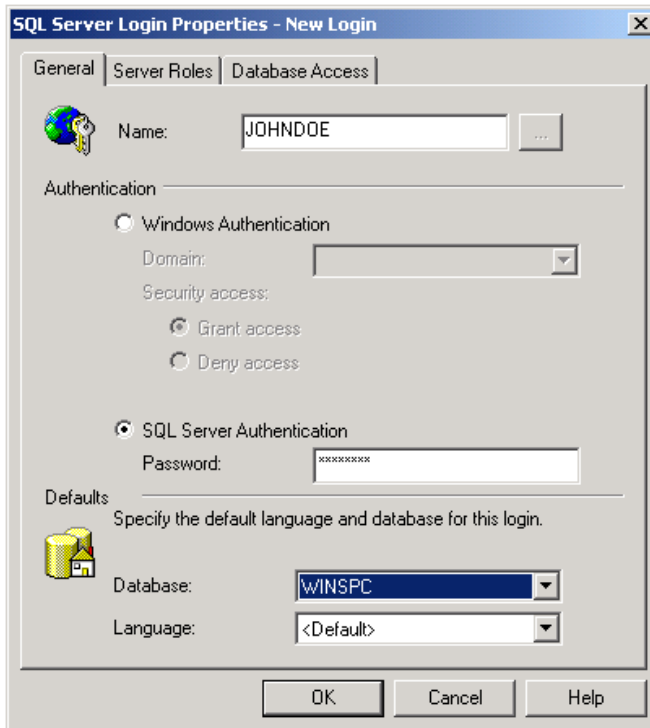 SQL Server Login Properties - New Login
General Server Roles Database Access
Name: JOHNDOE ...
Authentication
Windows Authentication
Domain:
Security access:
Grant access
Deny access
SQL Server Authentication
Password: ********
Defaults
Specify the default language and database for this login.
Database: WINSPC
Language: <Default>
OK Cancel Help